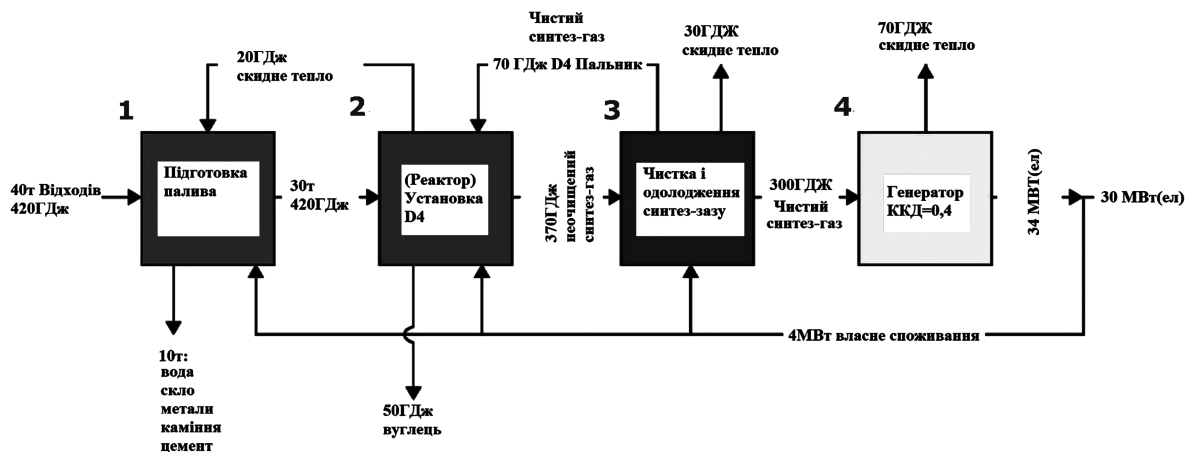 Чистий
синтез-газ
30ГДЖ
скидне тепло
70ГДЖ
скидне тепло
20ГДж
скидне тепло
70 ГДж D4 Пальник
1
2
3
4
40т Відходів
420ГДж
Підготовка
палива
30т
420ГДж
(Реактор)
Установка
D4
370ГДж
неочищений
синтез-газ
Чистка і
одолодження
синтез-зазу
300ГДЖ
Чистий
синтез-газ
Генератор
ККД=0,4
34 МВТ(ел)
30 МВт(ел)
4МВт власне споживання
10т:
вода
скло
метали
каміння
цемент
50ГДж
вуглець